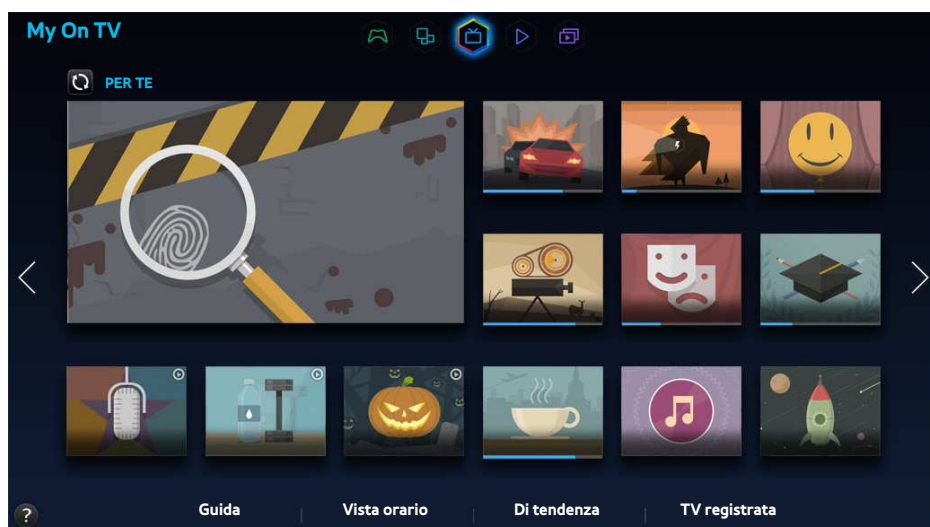 My On TV
PER TE
?
Guida
Vista orario
Di tendenza
TV registrata